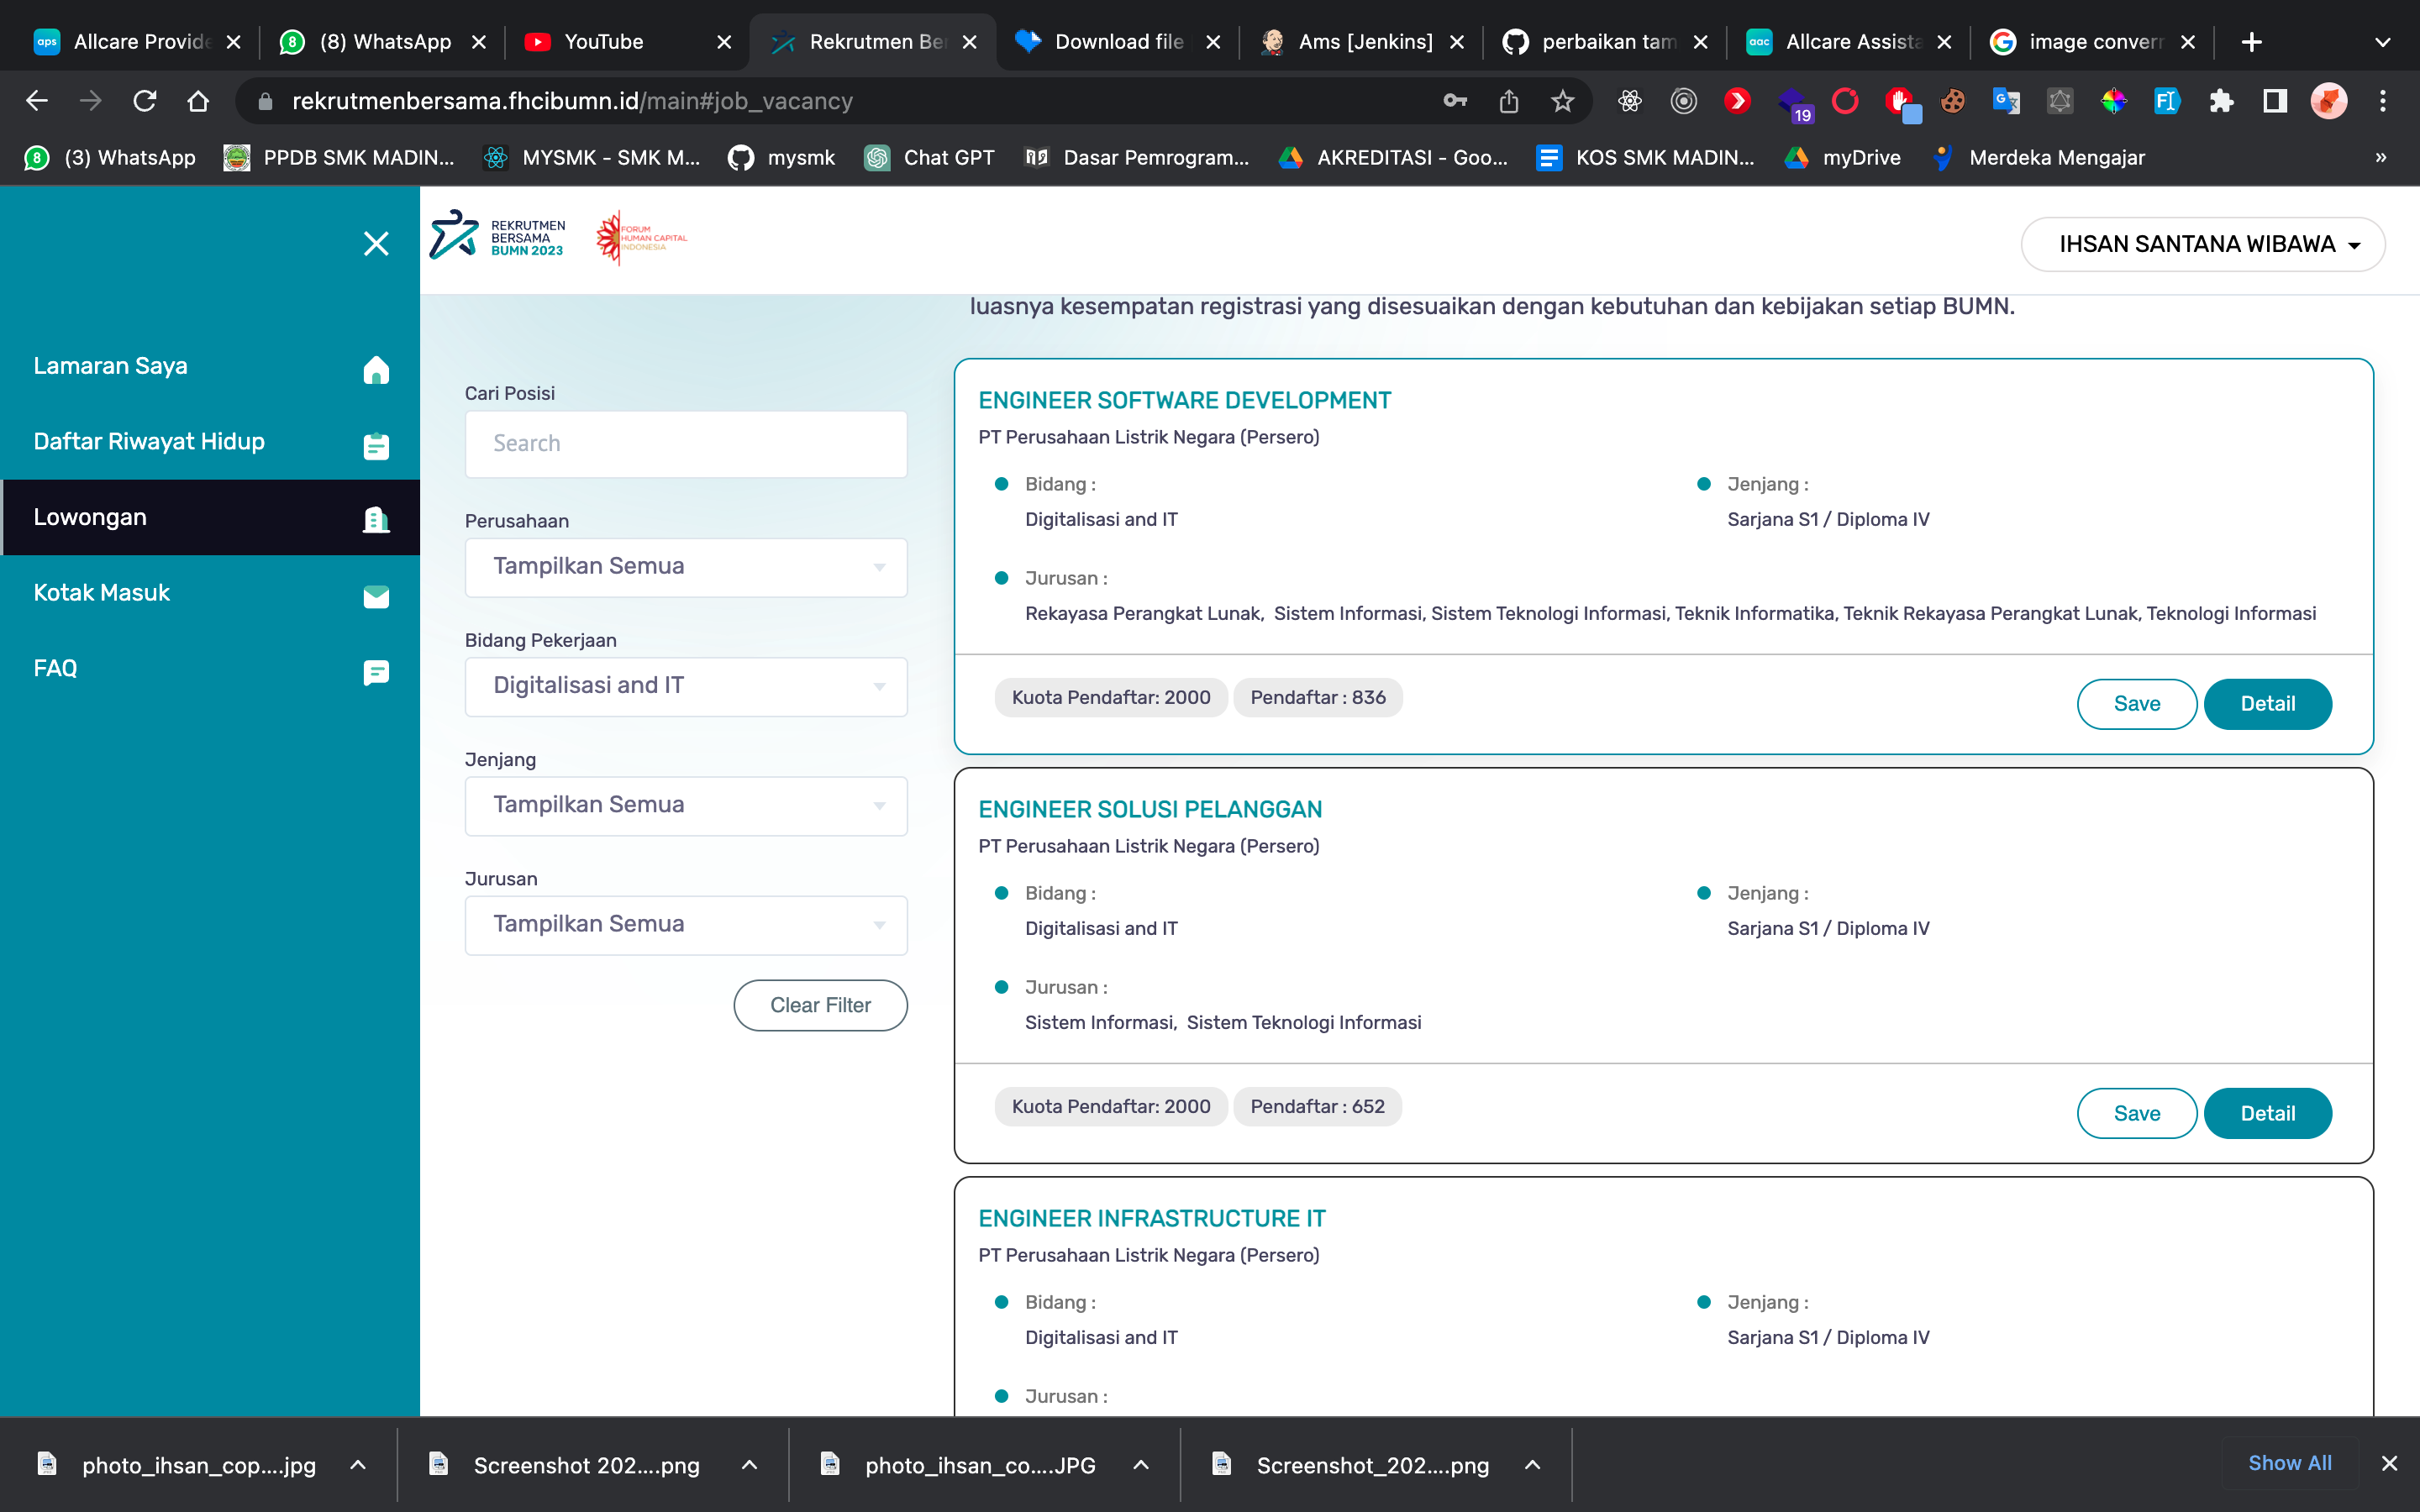 aps Allcare Provide
8 (8) WhatsApp
YouTube
Rekrutmen Be
Download file
Ams [Jenkins]
perbaikan tam
aac Allcare Assista
image converr
rekrutmenbersama.fhcibumn.id/main#job_vacancy
19
8 (3) WhatsApp
PPDB SMK MADIN...
MYSMK - SMK M...
mysmk
Chat GPT
Dasar Pemrogram...
AKREDITASI - Goo...
KOS SMK MADIN...
myDrive
Merdeka Mengajar
»
REKRUTMEN
BERSAMA
BUMN 2023
FORUM
HUMAN CAPITAL
INDONESIA
IHSAN SANTANA WIBAWA
Lamaran Saya
Daftar Riwayat Hidup
Lowongan
Kotak Masuk
FAQ
Cari Posisi
Search
Perusahaan
Tampilkan Semua
Bidang Pekerjaan
Digitalisasi and IT
Jenjang
Tampilkan Semua
Jurusan
Tampilkan Semua
Clear Filter
luasnya kesempatan registrasi yang disesuaikan dengan kebutuhan dan kebijakan setiap BUMN.
ENGINEER SOFTWARE DEVELOPMENT
PT Perusahaan Listrik Negara (Persero)
Bidang :
Digitalisasi and IT
Jenjang :
Sarjana S1 / Diploma IV
Jurusan :
Rekayasa Perangkat Lunak, Sistem Informasi, Sistem Teknologi Informasi, Teknik Informatika, Teknik Rekayasa Perangkat Lunak, Teknologi Informasi
Kuota Pendaftar: 2000 Pendaftar : 836
Save Detail
ENGINEER SOLUSI PELANGGAN
PT Perusahaan Listrik Negara (Persero)
Bidang :
Digitalisasi and IT
Jenjang :
Sarjana S1 / Diploma IV
Jurusan :
Sistem Informasi, Sistem Teknologi Informasi
Kuota Pendaftar: 2000 Pendaftar : 652
Save Detail
ENGINEER INFRASTRUCTURE IT
PT Perusahaan Listrik Negara (Persero)
Bidang :
Digitalisasi and IT
Jenjang :
Sarjana S1 / Diploma IV
Jurusan :
photo_ihsan_cop....jpg
Screenshot 202....png
photo_ihsan_co....JPG
Screenshot_202....png
Show All